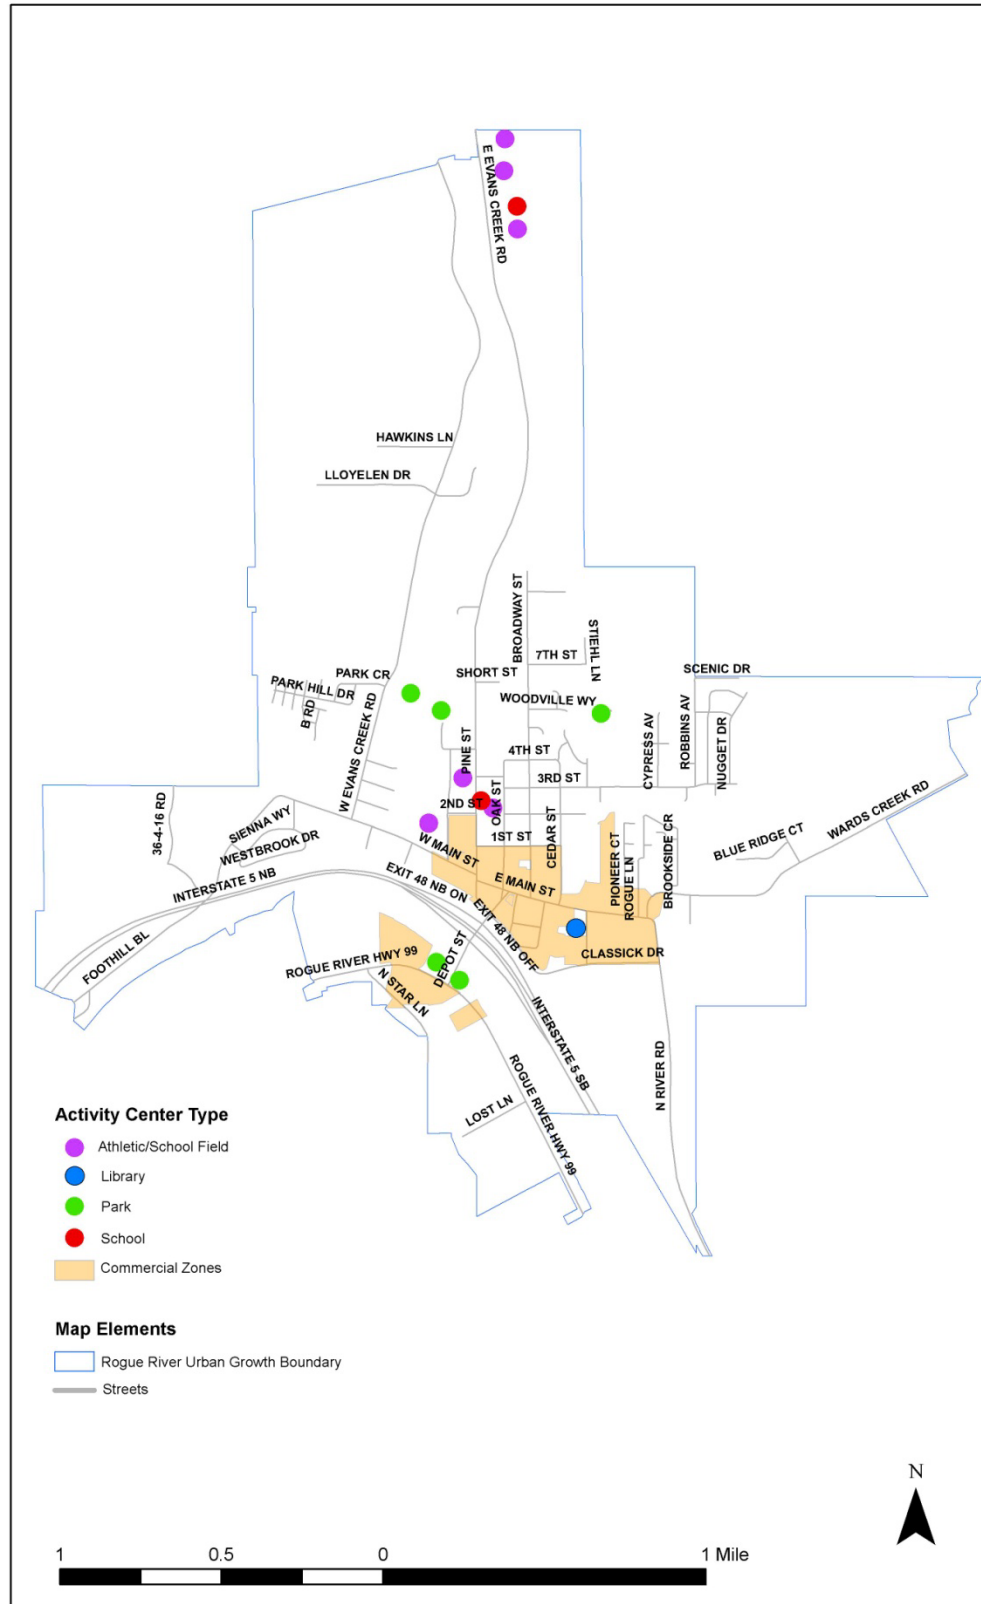 E EVANS CREEK RD
HAWKINS LN
LLOYELEN DR
BROADWAY ST
STIEHL LN
7TH ST
SHORT ST
SCENIC DR
PARK CR
PARK HILL DR
B RD
WOODVILLE WY
W EVANS CREEK RD
PINE ST
4TH ST
CYPRESS AV
ROBBINS AV
NUGGET DR
3RD ST
2ND ST
OAK ST
36-4-16 RD
SIENNA WY
WESTBROOK DR
W MAIN ST
1ST ST
CEDAR ST
WARDS CREEK RD
BLUE RIDGE CT
PIONEER CT
ROGUE LN
BROOKSIDE CR
INTERSTATE 5 NB
EXIT 48 NB ON
E MAIN ST
EXIT 48 NB OFF
FOOTHILL BL
ROGUE RIVER HWY 99
DEPOT ST
CLASSICK DR
N STAR LN
INTERSTATE 5 SB
N RIVER RD
LOST LN
ROGUE RIVER HWY 99
Activity Center Type
Athletic/School Field
Library
Park
School
Commercial Zones
Map Elements
Rogue River Urban Growth Boundary
Streets
N
1 0.5 0 1 Mile